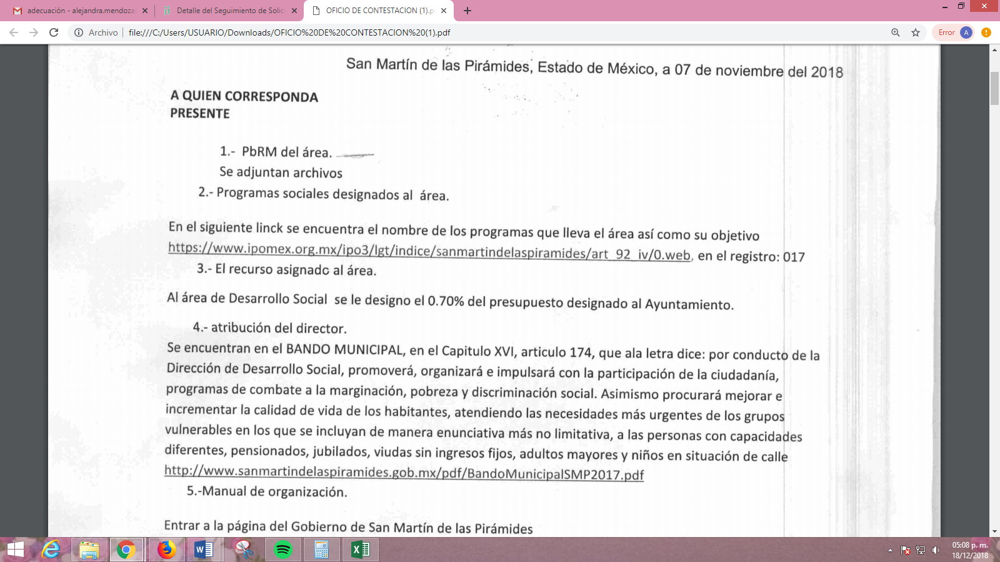 adecuación - alejandra.mendoza
Detalle del Seguimiento de Solic
OFICIO DE CONTESTACION (1).p
Archivo
file:///C:/Users/USUARIO/Downloads/OFICIO%20DE%20CONTESTACION%20(1).pdf
Error
A
San Martín de las Pirámides, Estado de México, a 07 de noviembre del 2018
A QUIEN CORRESPONDA
PRESENTE
1.- PbRM del área.
Se adjuntan archivos
2.- Programas sociales designados al área.
En el siguiente linck se encuentra el nombre de los programas que lleva el área así como su objetivo
https://www.ipomex.org.mx/ipo3/lgt/indice/sanmartindelaspiramides/art_92_iv/0.web, en el registro: 017
3.- El recurso asignado al área.
Al área de Desarrollo Social se le designo el 0.70% del presupuesto designado al Ayuntamiento.
4.- atribución del director.
Se encuentran en el BANDO MUNICIPAL, en el Capitulo XVI, articulo 174, que ala letra dice: por conducto de la
Dirección de Desarrollo Social, promoverá, organizará e impulsará con la participación de la ciudadanía,
programas de combate a la marginación, pobreza y discriminación social. Asimismo procurará mejorar e
incrementar la calidad de vida de los habitantes, atendiendo las necesidades más urgentes de los grupos
vulnerables en los que se incluyan de manera enunciativa más no limitativa, a las personas con capacidades
diferentes, pensionados, jubilados, viudas sin ingresos fijos, adultos mayores y niños en situación de calle
http://www.sanmartindelaspiramides.gob.mx/pdf/BandoMunicipalSMP2017.pdf
5.-Manual de organización.
Entrar a la página del Gobierno de San Martín de las Pirámides
05:08 p. m.
18/12/2018